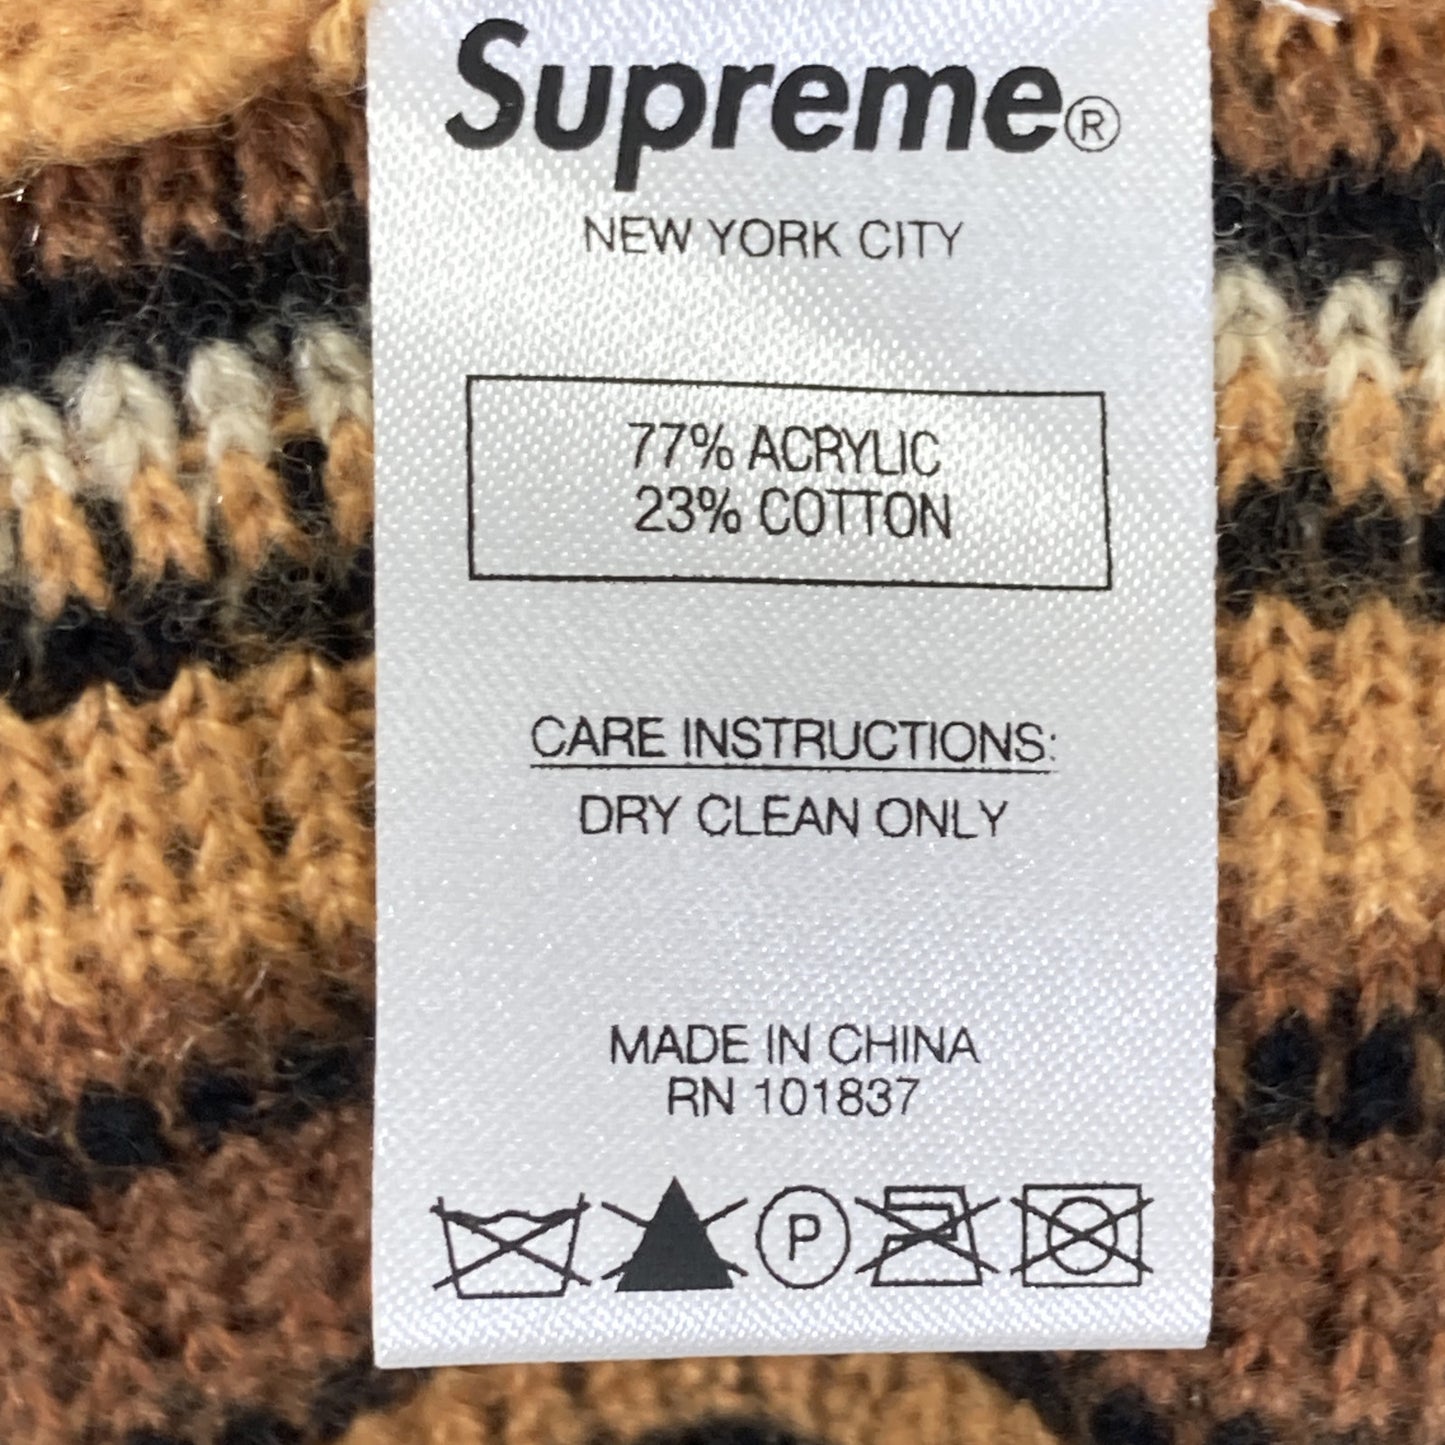 Supreme®
NEW YORK CITY
77% ACRYLIC
23% COTTON
CARE INSTRUCTIONS:
DRY CLEAN ONLY
MADE IN CHINA
RN 101837
P